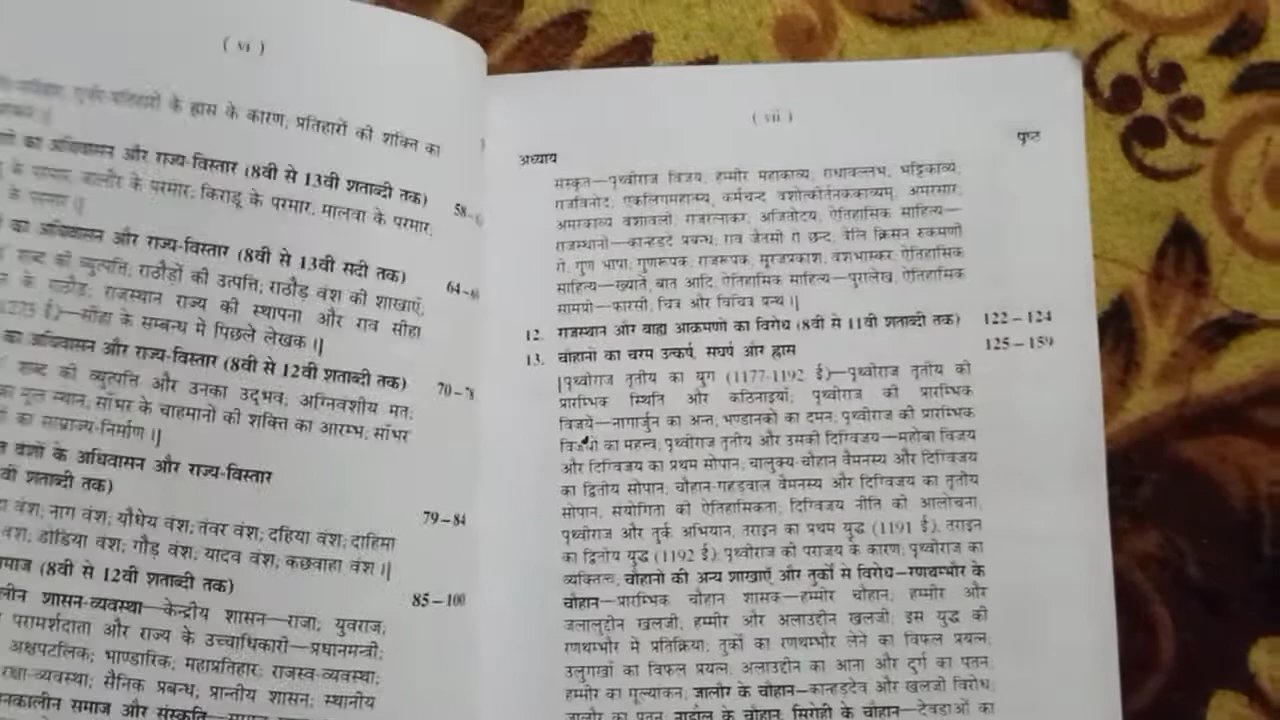 ( vi )
के ह्रास के कारण; प्रतिहारों की शक्ति का
का अधिवासन और राज्य-विस्तार (8वीं से 13वीं शताब्दी तक)
58-
जालौर के परमार; किराडू के परमार, मालवा के परमार,
का अधिवासन और राज्य-विस्तार (8वीं से 13वीं सदी तक)
64-
शब्द की व्युत्पत्ति; राठौड़ों की उत्पत्ति; राठौड़ वंश की शाखाएँ,
के राठौड़; राजस्थान राज्य की स्थापना और राव सीहा
1273 ई.)—सीहा के सम्बन्ध में पिछले लेखक।]
का अधिवासन और राज्य-विस्तार (8वीं से 12वीं शताब्दी तक)
70-
शब्द की व्युत्पत्ति और उनका उद्भव; अग्निवंशीय मत;
मूल स्थान; साँभर के चाहमानों की शक्ति का आरम्भ; साँभर
का साम्राज्य-निर्माण।]
वंशों के अधिवासन और राज्य-विस्तार
वीं शताब्दी तक)
79-84
वंश; नाग वंश; यौधेय वंश; तंवर वंश; दहिया वंश; दाहिमा
वंश; डोडिया वंश; गौड़ वंश, यादव वंश; कछवाहा वंश।]
माज (8वीं से 12वीं शताब्दी तक)
85-100
लीन शासन-व्यवस्था—केन्द्रीय शासन—राजा; युवराज;
परामर्शदाता और राज्य के उच्चाधिकारी—प्रधानमन्त्री;
अक्षपटलिक; भाण्डारिक; महाप्रतिहार; राजस्व-व्यवस्था;
रक्षा-व्यवस्था; सैनिक प्रबन्ध; प्रान्तीय शासन; स्थानीय
नकालीन समाज और संस्कृति—
( vii )
अध्याय
पृष्ठ
संस्कृत—पृथ्वीराज विजय, हम्मीर महाकाव्य, राधावल्लभ, भट्टिकाव्य,
राजविनोद; एकलिंगमहात्म्य, कर्मचन्द वंशोत्कीर्तनककाव्यम्, अमरसार,
अमरकाव्य वंशावली, राजरत्नाकर, अजितोदय, ऐतिहासिक साहित्य—
राजस्थानी—कान्हड़दे प्रबन्ध; राव जैतसी रो छन्द, वेलि क्रिसन रुकमणी
री, गुण भाषा, गुणरूपक, राजरूपक, सूरजप्रकाश, वंशभास्कर, ऐतिहासिक
साहित्य—ख्यातें, बात आदि, ऐतिहासिक साहित्य—पुरालेख, ऐतिहासिक
सामग्री—फारसी, चित्र और चित्रित ग्रन्थ।]
12. राजस्थान और बाह्य आक्रमणों का विरोध (8वीं से 11वीं शताब्दी तक) 122-124
13. चौहानों का चरम उत्कर्ष, संघर्ष और ह्रास 125-159
[पृथ्वीराज तृतीय का युग (1177-1192 ई.)—पृथ्वीराज तृतीय की
प्रारम्भिक स्थिति और कठिनाइयाँ; पृथ्वीराज की प्रारम्भिक
विजयें—नागार्जुन का अन्त, भण्डानकों का दमन, पृथ्वीराज की प्रारम्भिक
विजयों का महत्त्व, पृथ्वीराज तृतीय और उसकी दिग्विजय—महोबा विजय
और दिग्विजय का प्रथम सोपान, चालुक्य-चौहान वैमनस्य और दिग्विजय
का द्वितीय सोपान; चौहान-गहड़वाल वैमनस्य और दिग्विजय का तृतीय
सोपान, संयोगिता की ऐतिहासिकता, दिग्विजय नीति की आलोचना,
पृथ्वीराज और तुर्क अभियान, तराइन का प्रथम युद्ध (1191 ई.), तराइन
का द्वितीय युद्ध (1192 ई.), पृथ्वीराज की पराजय के कारण; पृथ्वीराज का
व्यक्तित्व, चौहानों की अन्य शाखाएँ और तुर्कों से विरोध—रणथम्भौर के
चौहान—प्रारम्भिक चौहान शासक—हम्मीर चौहान; हम्मीर और
जलालुद्दीन खलजी, हम्मीर और अलाउद्दीन खलजी; इस युद्ध की
रणथम्भौर में प्रतिक्रिया; तुर्कों का रणथम्भौर लेने का विफल प्रयत्न,
उलुगखाँ का विफल प्रयत्न, अलाउद्दीन का आना और दुर्ग का पतन,
हम्मीर का मूल्यांकन, जालौर के चौहान—कान्हड़देव और खलजी विरोध,
जालौर का पतन, नाडौल के चौहान, सिरोही के चौहान—देवड़ाओं का